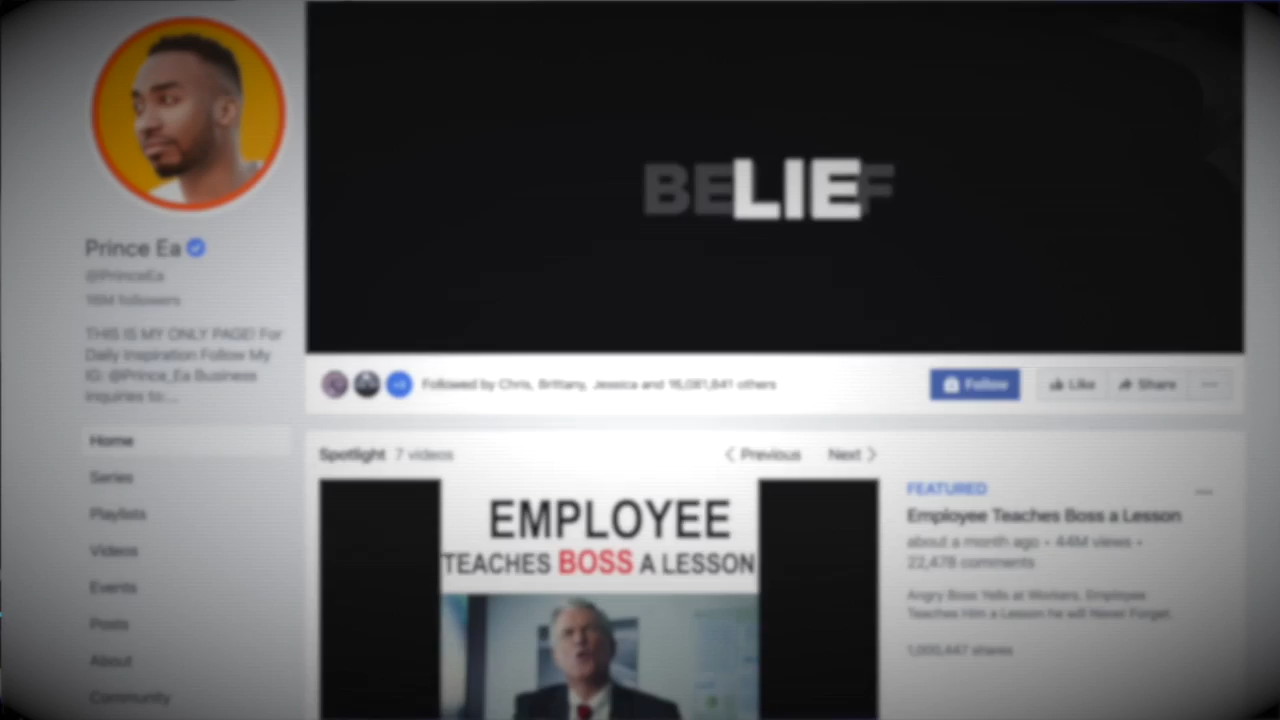 BELIEF
Prince Ea
@PrinceEa
16M followers
THIS IS MY ONLY PAGE! For
Daily Inspiration Follow My
IG: @Prince_Ea Business
inquiries to:...
Followed by Chris, Brittany, Jessica and 16,081,841 others
Follow
Like
Share
Home
Series
Playlists
Videos
Events
Posts
About
Community
Spotlight 7 videos
Previous
Next
EMPLOYEE
TEACHES BOSS A LESSON
FEATURED
Employee Teaches Boss a Lesson
about a month ago • 44M views •
22,478 comments
Angry Boss Yells at Workers, Employee
Teaches Him a Lesson he will Never Forget.
shares